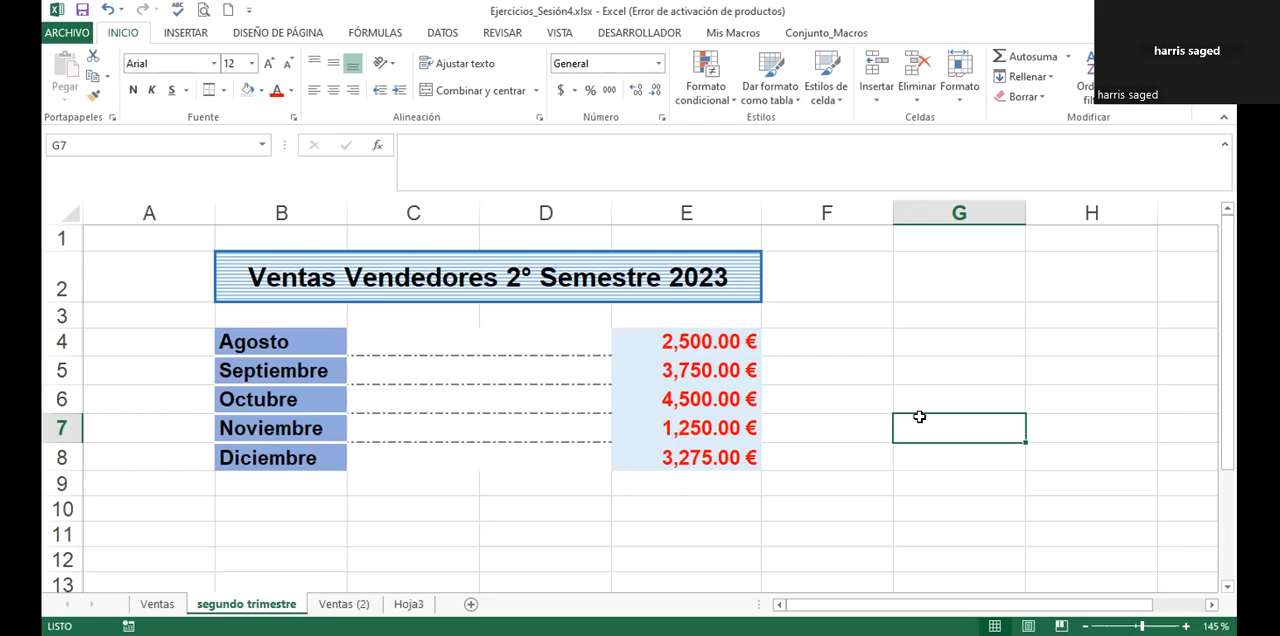 Ejercicios_Sesión4.xlsx - Excel (Error de activación de productos)
harris saged
harris saged
ARCHIVO INICIO INSERTAR DISEÑO DE PÁGINA FÓRMULAS DATOS REVISAR VISTA DESARROLLADOR Mis Macros Conjunto_Macros
Arial 12
Ajustar texto
General
Autosuma
Pegar
N K S
Combinar y centrar
$ % 000
Formato condicional
Dar formato como tabla
Estilos de celda
Insertar Eliminar Formato
Rellenar
Borrar
Portapapeles Fuente Alineación Número Estilos Celdas Modificar
G7
fx
A B C D E F G H
1
2 Ventas Vendedores 2° Semestre 2023
3
4 Agosto 2,500.00 €
5 Septiembre 3,750.00 €
6 Octubre 4,500.00 €
7 Noviembre 1,250.00 €
8 Diciembre 3,275.00 €
9
10
11
12
13
Ventas segundo trimestre Ventas (2) Hoja3
LISTO 145 %